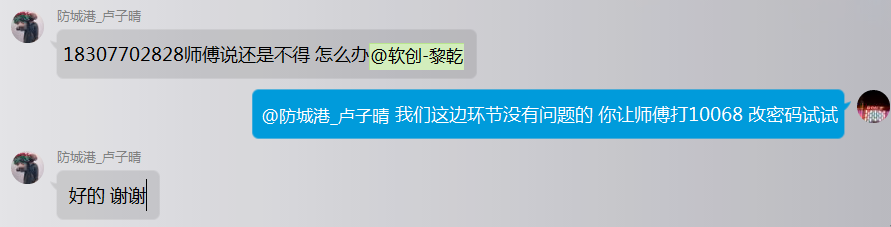 防城港_卢子晴
18307702828师傅说还是不得 怎么办@软创-黎乾
@防城港_卢子晴 我们这边环节没有问题的 你让师傅打10068 改密码试试
防城港_卢子晴
好的 谢谢